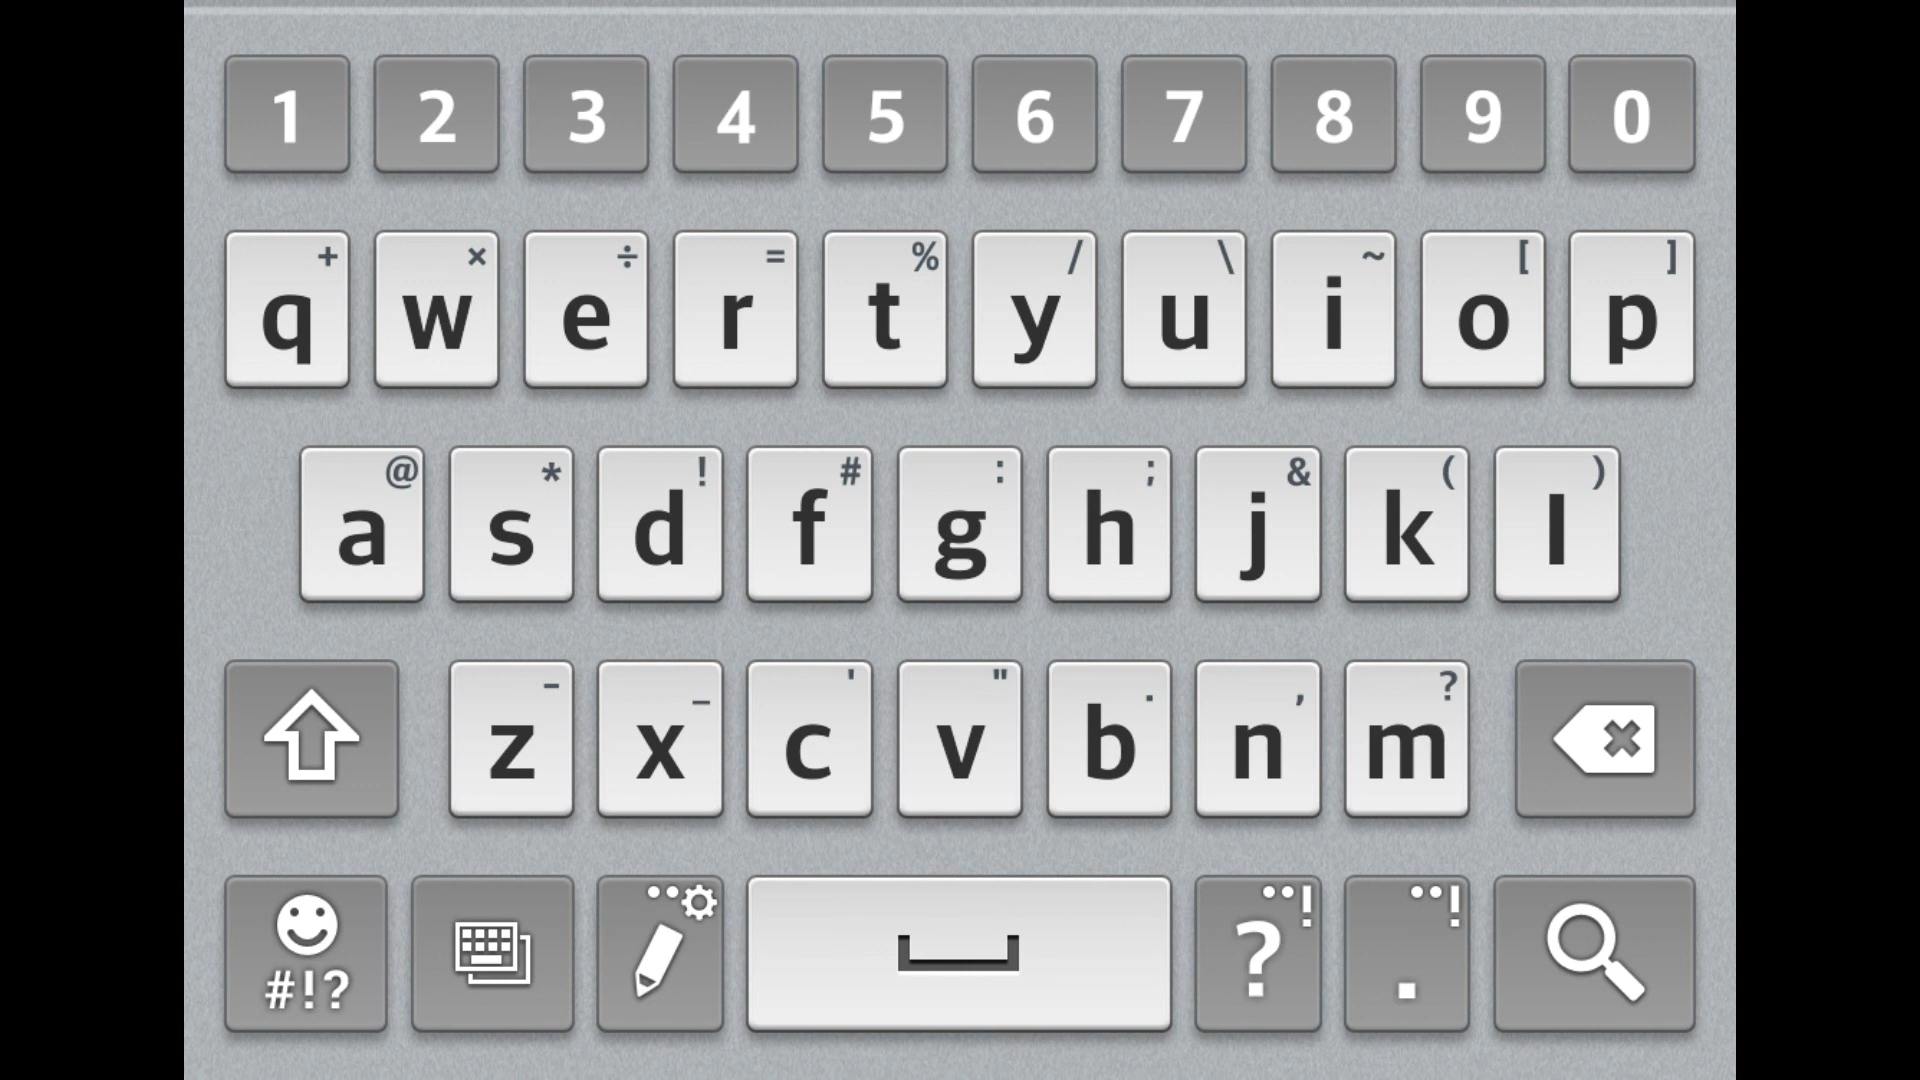 1 2 3 4 5 6 7 8 9 0
+ × ÷ = % / \ ~ [ ]
q w e r t y u i o p
@ * ! # : ; & ( )
a s d f g h j k l
- _ ' " . , ?
z x c v b n m
! !
#!? ? .